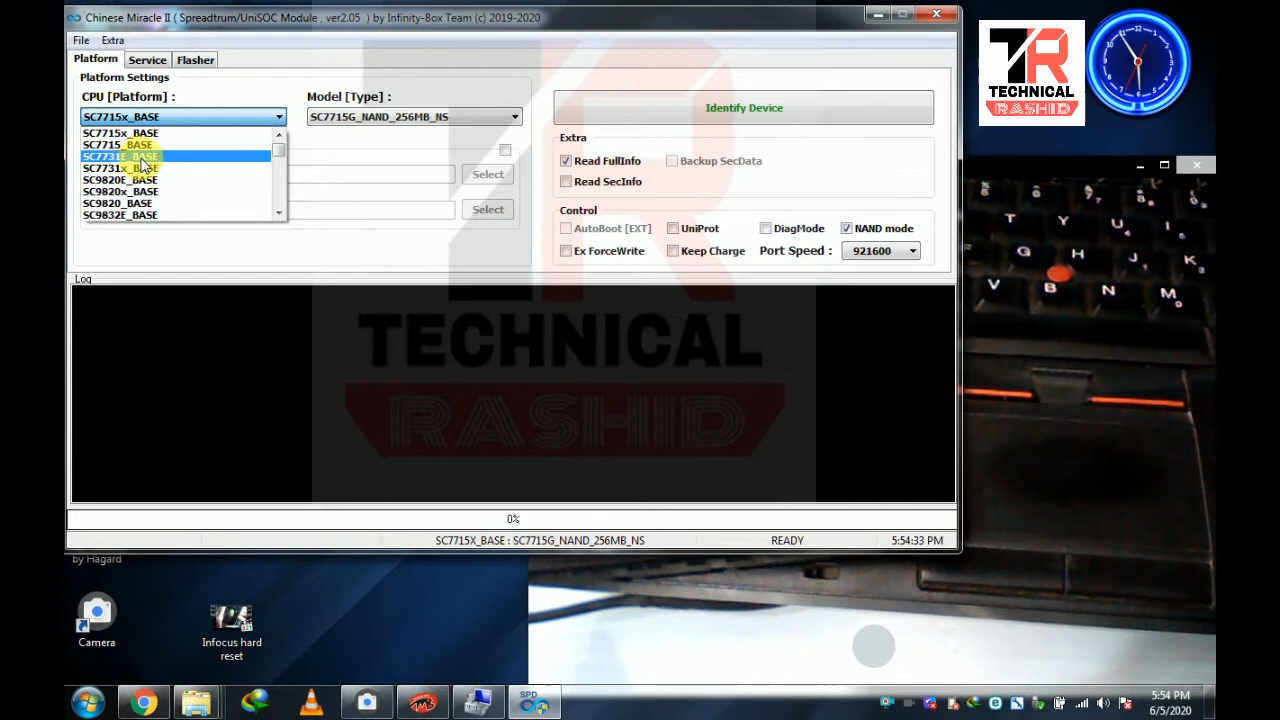 Chinese Miracle II ( Spreadtrum/UniSOC Module , ver2.05 ) by Infinity-Box Team (c) 2019-2020
File Extra
Platform Service Flasher
Platform Settings
CPU [Platform] : Model [Type] :
SC7715x_BASE SC7715G_NAND_256MB_NS
SC7715x_BASE
SC7715_BASE
SC7731E_BASE
SC7731x_BASE
SC9820E_BASE
SC9820x_BASE
SC9820_BASE
SC9832E_BASE
Select
Select
Identify Device
Extra
Read FullInfo Backup SecData
Read SecInfo
Control
AutoBoot [EXT] UniProt DiagMode NAND mode
Ex ForceWrite Keep Charge Port Speed : 921600
Log
TECHNICAL
RASHID
0%
SC7715X_BASE : SC7715G_NAND_256MB_NS READY 5:54:33 PM
TR
TECHNICAL
RASHID
T Y U I
G H J K
V B N M
by Hagard
Camera
Infocus hard
reset
SPD
5:54 PM
6/5/2020